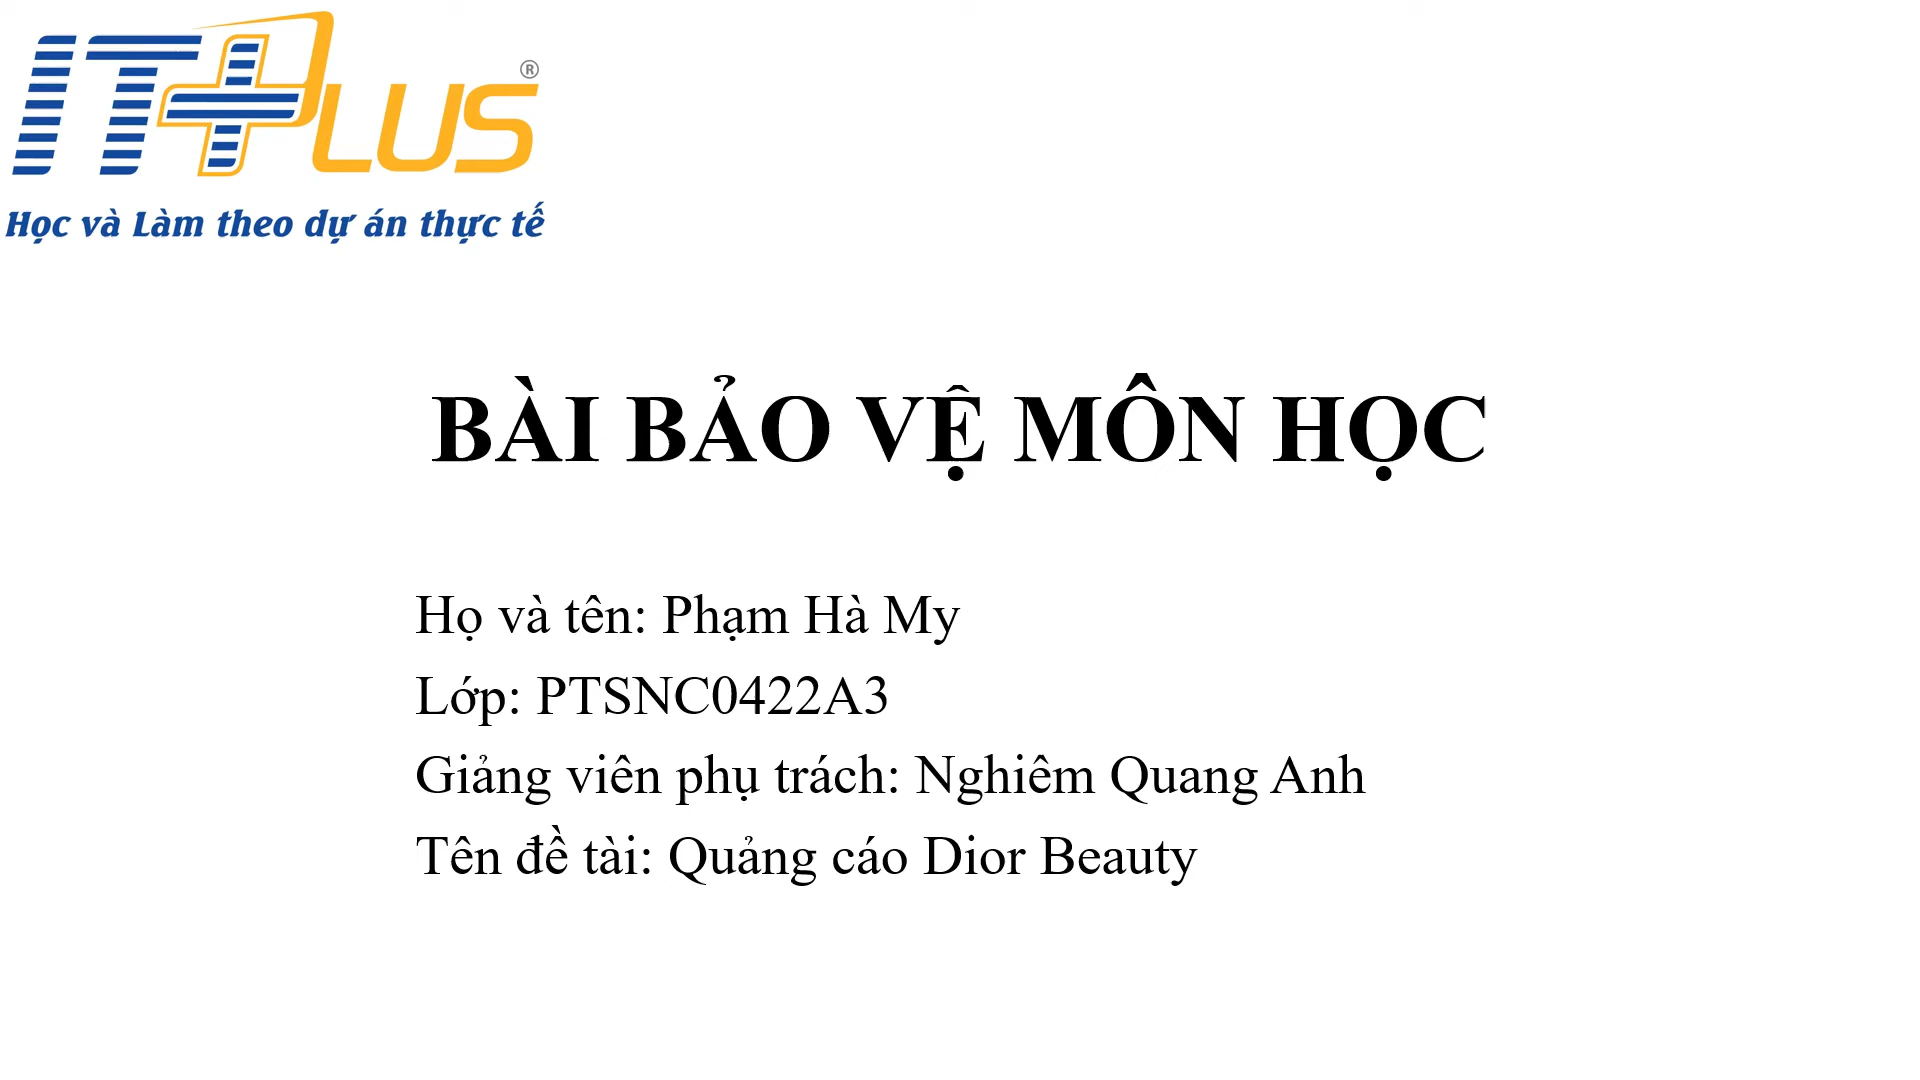 ITPLUS®
Học và Làm theo dự án thực tế
BÀI BẢO VỆ MÔN HỌC
Họ và tên: Phạm Hà My
Lớp: PTSNC0422A3
Giảng viên phụ trách: Nghiêm Quang Anh
Tên đề tài: Quảng cáo Dior Beauty